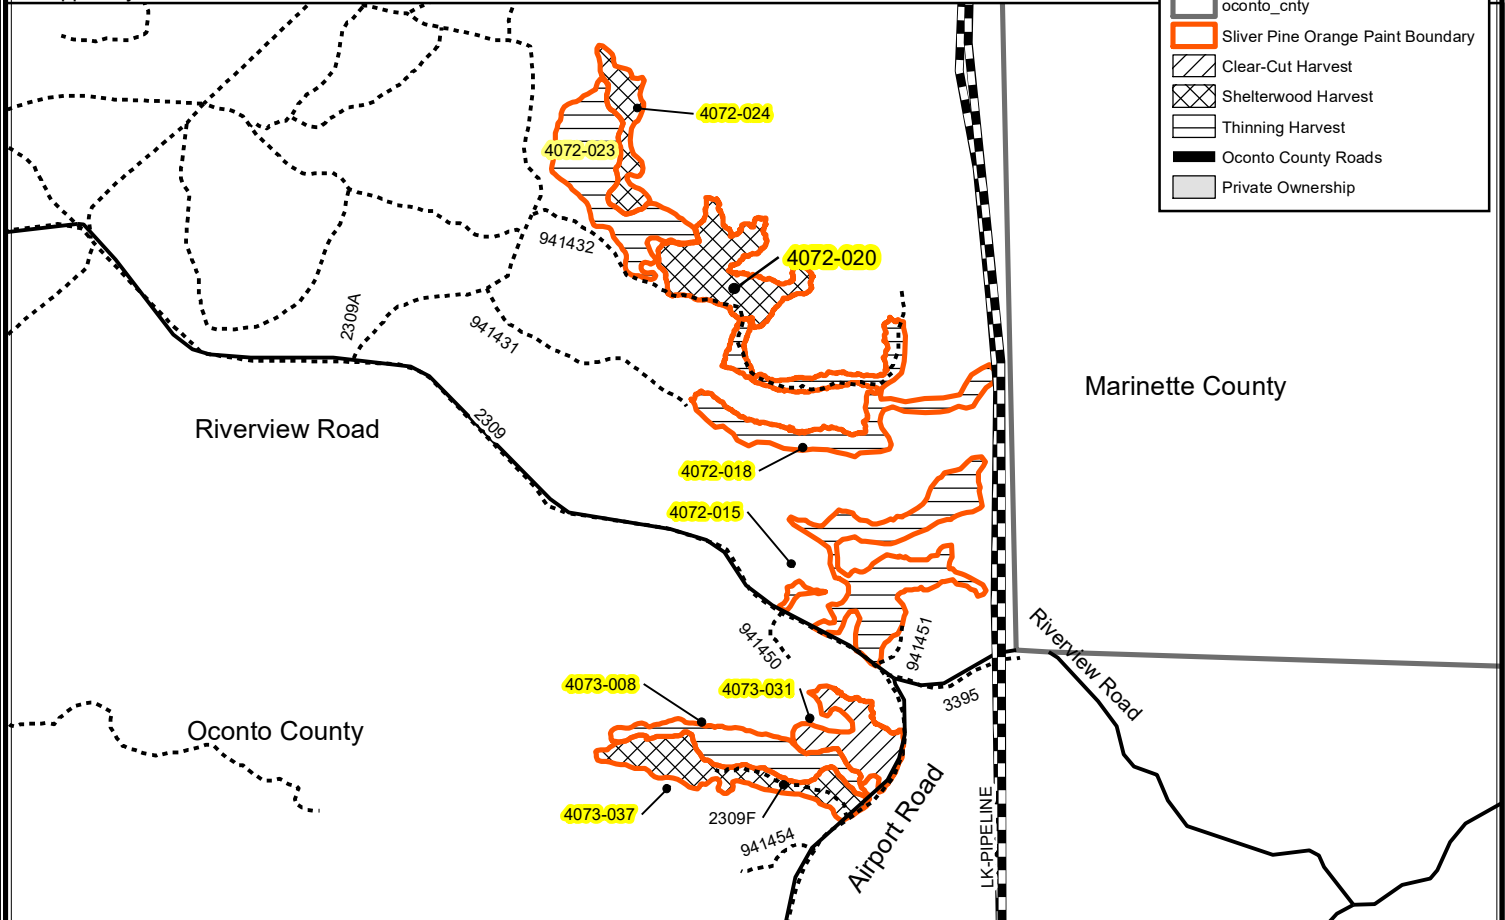 oconto_cnty
Sliver Pine Orange Paint Boundary
Clear-Cut Harvest
Shelterwood Harvest
Thinning Harvest
Oconto County Roads
Private Ownership
4072-024
4072-023
941432
4072-020
2309A
941431
Marinette County
Riverview Road
2309
4072-018
4072-015
941450
941451
Riverview Road
4073-008
4073-031
3395
Oconto County
4073-037
2309F
941454
Airport Road
LK-PIPELINE